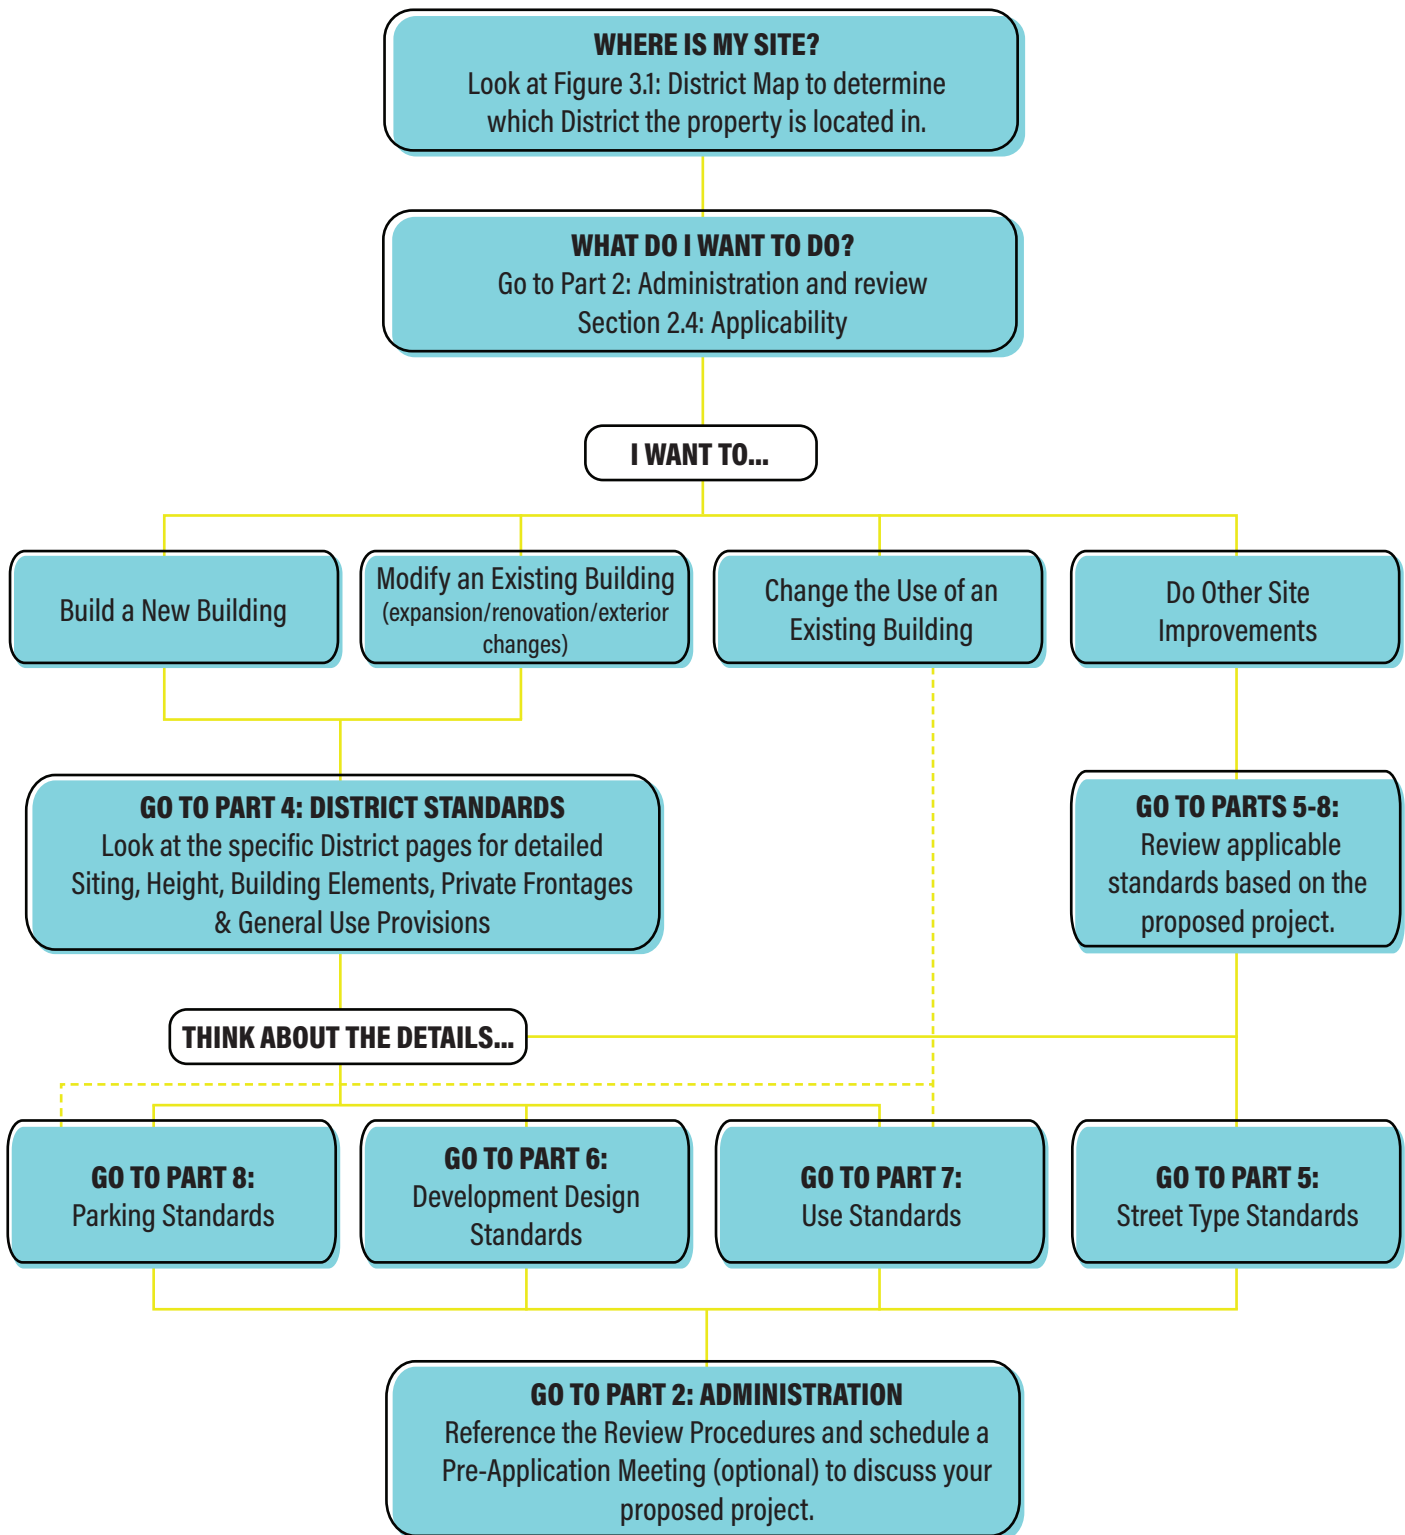 WHERE IS MY SITE?
Look at Figure 3.1: District Map to determine
which District the property is located in.
WHAT DO I WANT TO DO?
Go to Part 2: Administration and review
Section 2.4: Applicability
I WANT TO...
Build a New Building
Modify an Existing Building
(expansion/renovation/exterior
changes)
Change the Use of an
Existing Building
Do Other Site
Improvements
GO TO PART 4: DISTRICT STANDARDS
Look at the specific District pages for detailed
Siting, Height, Building Elements, Private Frontages
& General Use Provisions
GO TO PARTS 5-8:
Review applicable
standards based on the
proposed project.
THINK ABOUT THE DETAILS...
GO TO PART 8:
Parking Standards
GO TO PART 6:
Development Design
Standards
GO TO PART 7:
Use Standards
GO TO PART 5:
Street Type Standards
GO TO PART 2: ADMINISTRATION
Reference the Review Procedures and schedule a
Pre-Application Meeting (optional) to discuss your
proposed project.